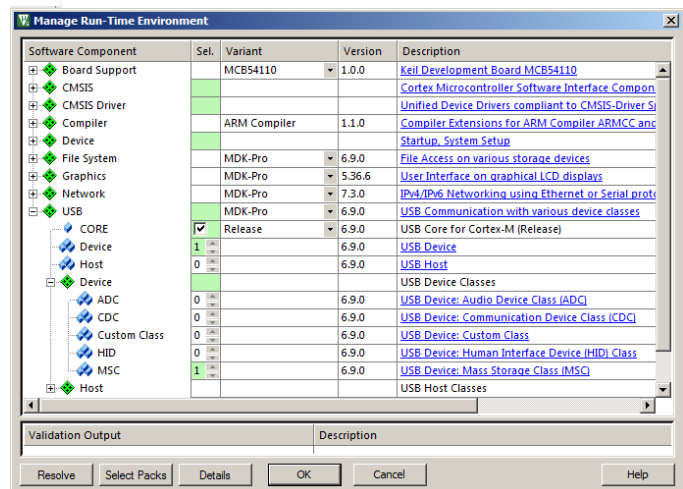 Manage Run-Time Environment
Software Component Sel. Variant Version Description
Board Support MCB54110 1.0.0 Keil Development Board MCB54110
CMSIS Cortex Microcontroller Software Interface Compon
CMSIS Driver Unified Device Drivers compliant to CMSIS-Driver
Compiler ARM Compiler 1.1.0 Compiler Extensions for ARM Compiler ARMCC and
Device Startup, System Setup
File System MDK-Pro 6.9.0 File Access on various storage devices
Graphics MDK-Pro 5.36.6 User Interface on graphical LCD displays
Network MDK-Pro 7.3.0 IPv4/IPv6 Networking using Ethernet or Serial proto
USB MDK-Pro 6.9.0 USB Communication with various device classes
CORE Release 6.9.0 USB Core for Cortex-M (Release)
Device 1 6.9.0 USB Device
Host 0 6.9.0 USB Host
Device USB Device Classes
ADC 0 6.9.0 USB Device: Audio Device Class (ADC)
CDC 0 6.9.0 USB Device: Communication Device Class (CDC)
Custom Class 0 6.9.0 USB Device: Custom Class
HID 0 6.9.0 USB Device: Human Interface Device (HID) Class
MSC 1 6.9.0 USB Device: Mass Storage Class (MSC)
Host USB Host Classes
Validation Output Description
Resolve Select Packs Details OK Cancel Help